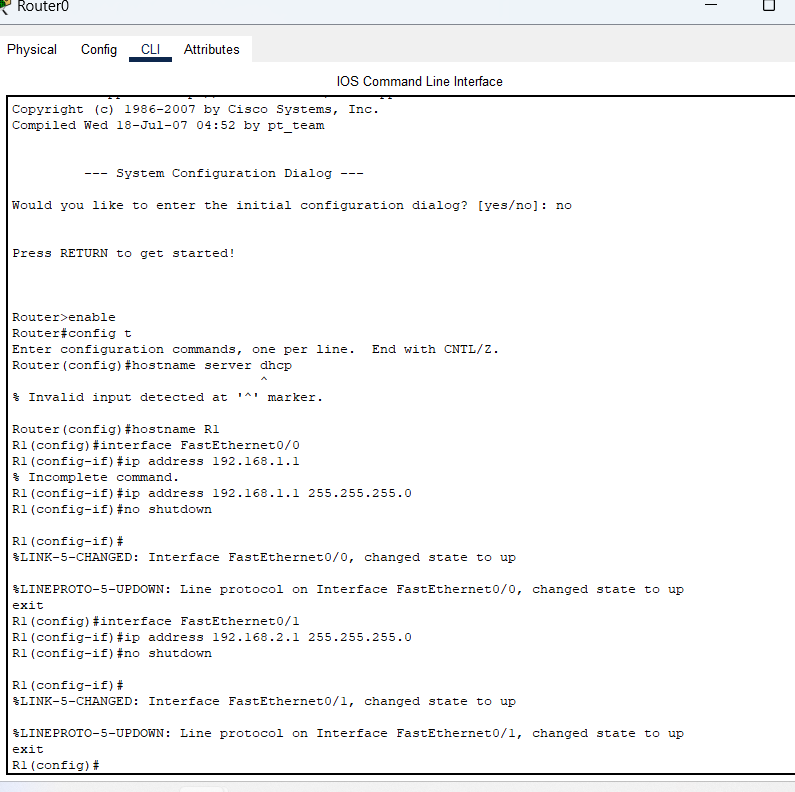 Router0
Physical Config CLI Attributes
IOS Command Line Interface
Copyright (c) 1986-2007 by Cisco Systems, Inc.
Compiled Wed 18-Jul-07 04:52 by pt_team
--- System Configuration Dialog ---
Would you like to enter the initial configuration dialog? [yes/no]: no
Press RETURN to get started!
Router>enable
Router#config t
Enter configuration commands, one per line.  End with CNTL/Z.
Router(config)#hostname server dhcp
^
% Invalid input detected at '^' marker.
Router(config)#hostname R1
R1(config)#interface FastEthernet0/0
R1(config-if)#ip address 192.168.1.1
% Incomplete command.
R1(config-if)#ip address 192.168.1.1 255.255.255.0
R1(config-if)#no shutdown
R1(config-if)#
%LINK-5-CHANGED: Interface FastEthernet0/0, changed state to up
%LINEPROTO-5-UPDOWN: Line protocol on Interface FastEthernet0/0, changed state to up
exit
R1(config)#interface FastEthernet0/1
R1(config-if)#ip address 192.168.2.1 255.255.255.0
R1(config-if)#no shutdown
R1(config-if)#
%LINK-5-CHANGED: Interface FastEthernet0/1, changed state to up
%LINEPROTO-5-UPDOWN: Line protocol on Interface FastEthernet0/1, changed state to up
exit
R1(config)#